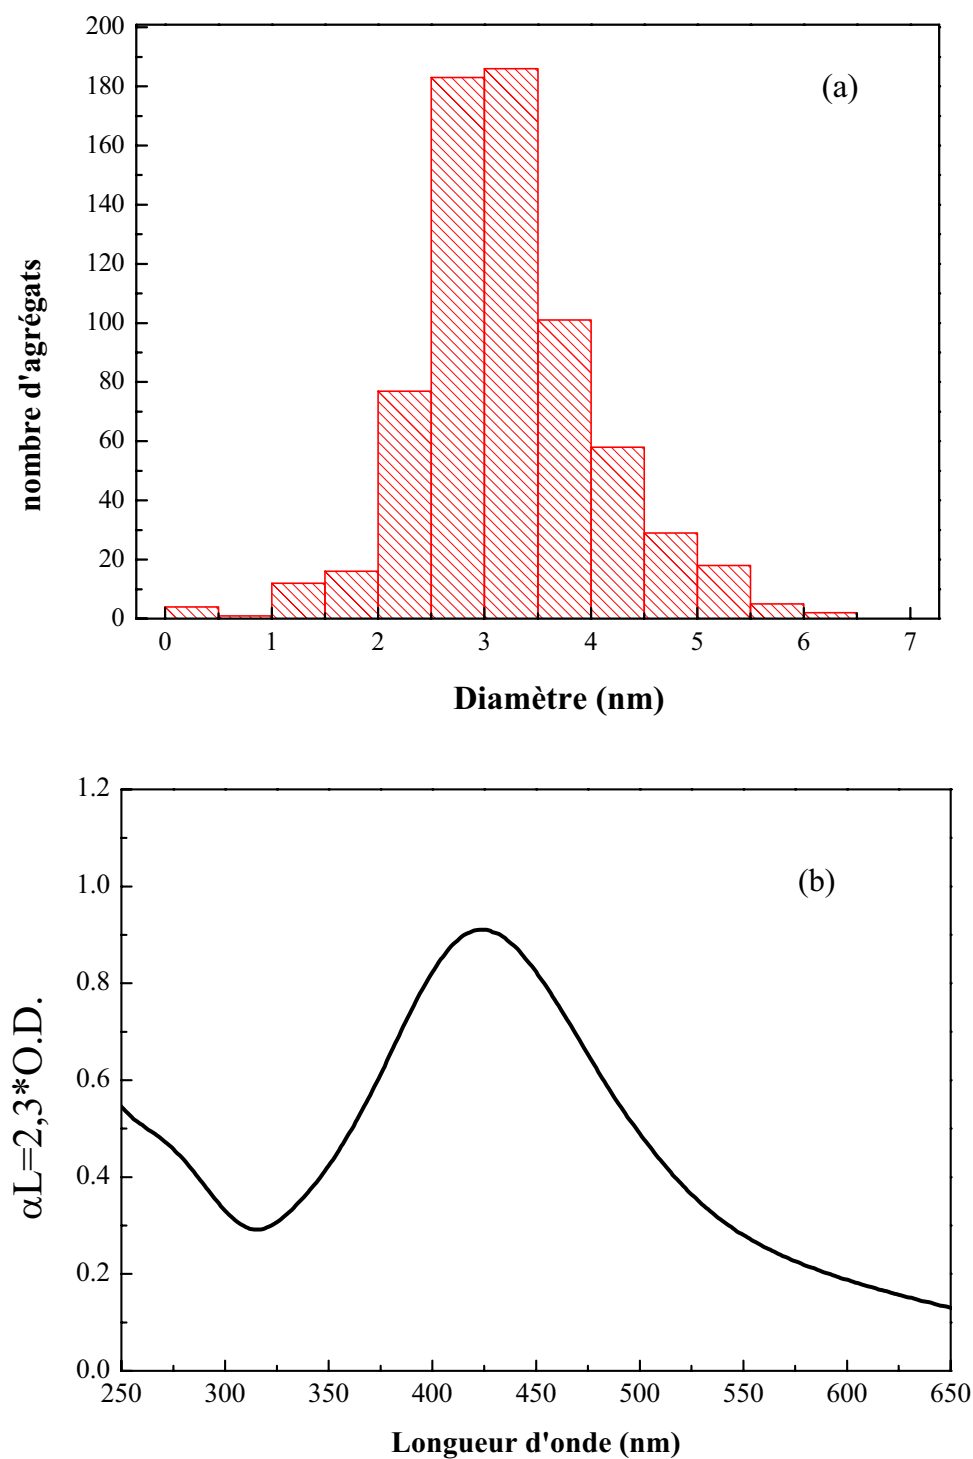 200
180
160
140
120
100
80
60
40
20
0
nombre d'agrégats
(a)
0 1 2 3 4 5 6 7
Diamètre (nm)
1.2
1.0
0.8
0.6
0.4
0.2
0.0
αL=2,3*O.D.
(b)
250 300 350 400 450 500 550 600 650
Longueur d'onde (nm)